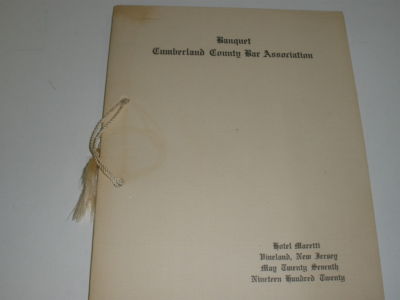 Banquet
Cumberland County Bar Association
Hotel Maretti
Vineland, New Jersey
May Twenty Seventh
Nineteen Hundred Twenty